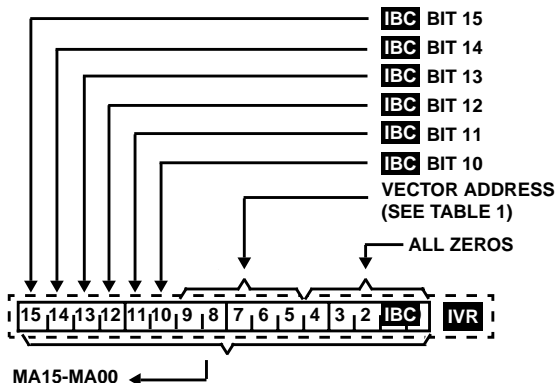 IBC BIT 15
IBC BIT 14
IBC BIT 13
IBC BIT 12
IBC BIT 11
IBC BIT 10
VECTOR ADDRESS
(SEE TABLE 1)
ALL ZEROS
15 14 13 12 11 10 9 8 7 6 5 4 3 2 IBC IVR
MA15-MA00